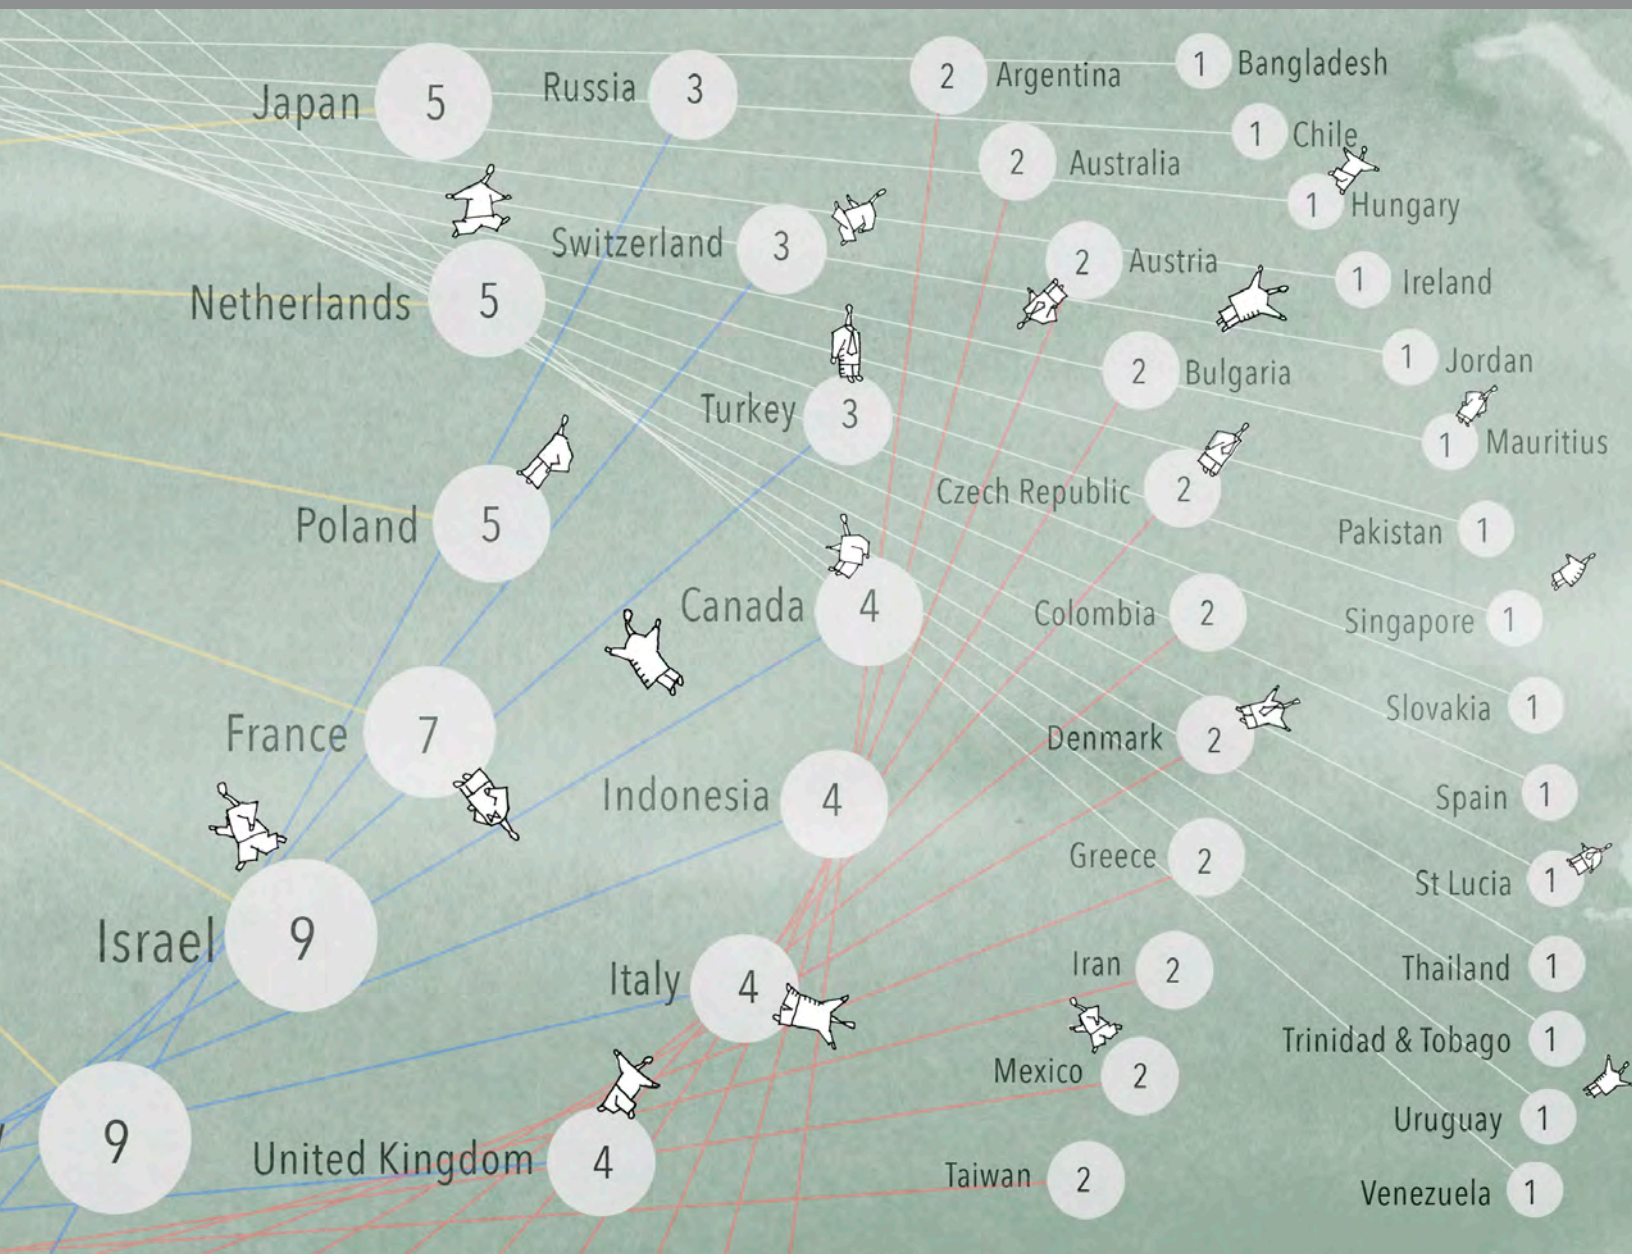 Japan 5
Russia 3
2 Argentina
1 Bangladesh
1 Chile
2 Australia
1 Hungary
Switzerland 3
2 Austria
1 Ireland
Netherlands 5
1 Jordan
2 Bulgaria
Turkey 3
1 Mauritius
Czech Republic 2
Poland 5
Pakistan 1
Canada 4
Colombia 2
Singapore 1
Slovakia 1
France 7
Denmark 2
Indonesia 4
Spain 1
Greece 2
St Lucia 1
Israel 9
Italy 4
Iran 2
Thailand 1
Trinidad & Tobago 1
Mexico 2
Uruguay 1
9
United Kingdom 4
Taiwan 2
Venezuela 1